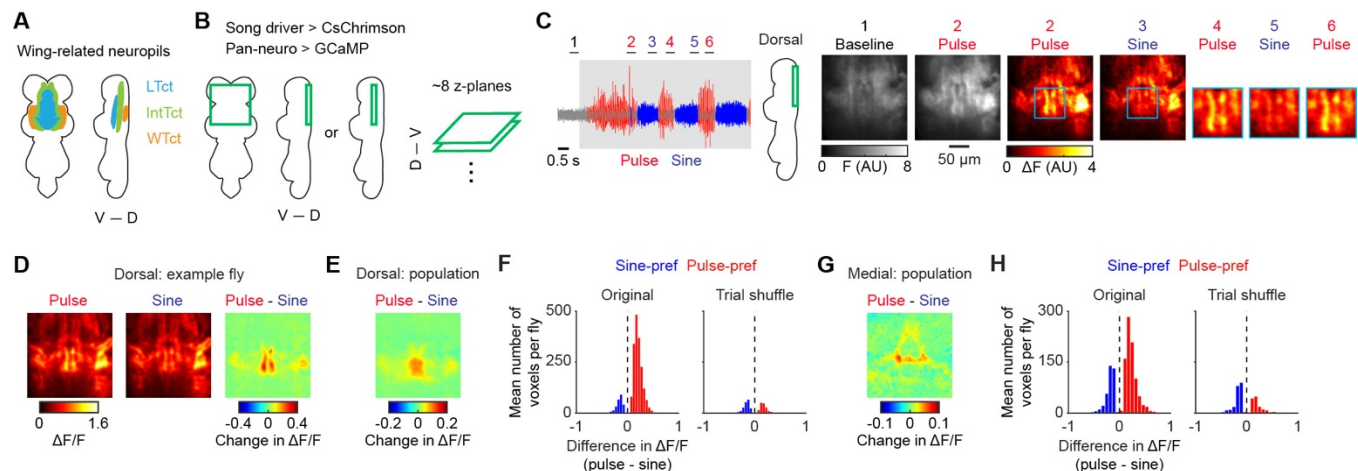 A
Wing-related neuropils
LTct
IntTct
WTct
V — D
B
Song driver > CsChrimson
Pan-neuro > GCaMP
or
V — D
~8 z-planes
D — V
C
1 2 3 4 5 6
0.5 s
Pulse Sine
Dorsal
1
Baseline
2
Pulse
2
Pulse
3
Sine
4
Pulse
5
Sine
6
Pulse
0 F (AU) 8
50 μm
0 ΔF (AU) 4
D
Dorsal: example fly
Pulse Sine Pulse - Sine
0 1.6
ΔF/F
-0.4 0 0.4
Change in ΔF/F
E
Dorsal: population
Pulse - Sine
-0.2 0 0.2
Change in ΔF/F
F
Sine-pref Pulse-pref
Original Trial shuffle
Mean number of
voxels per fly
500
250
0
-1 0 1 -1 0 1
Difference in ΔF/F
(pulse - sine)
G
Medial: population
Pulse - Sine
-0.1 0 0.1
Change in ΔF/F
H
Sine-pref Pulse-pref
Original Trial shuffle
Mean number of
voxels per fly
300
150
0
-1 0 1 -1 0 1
Difference in ΔF/F
(pulse - sine)